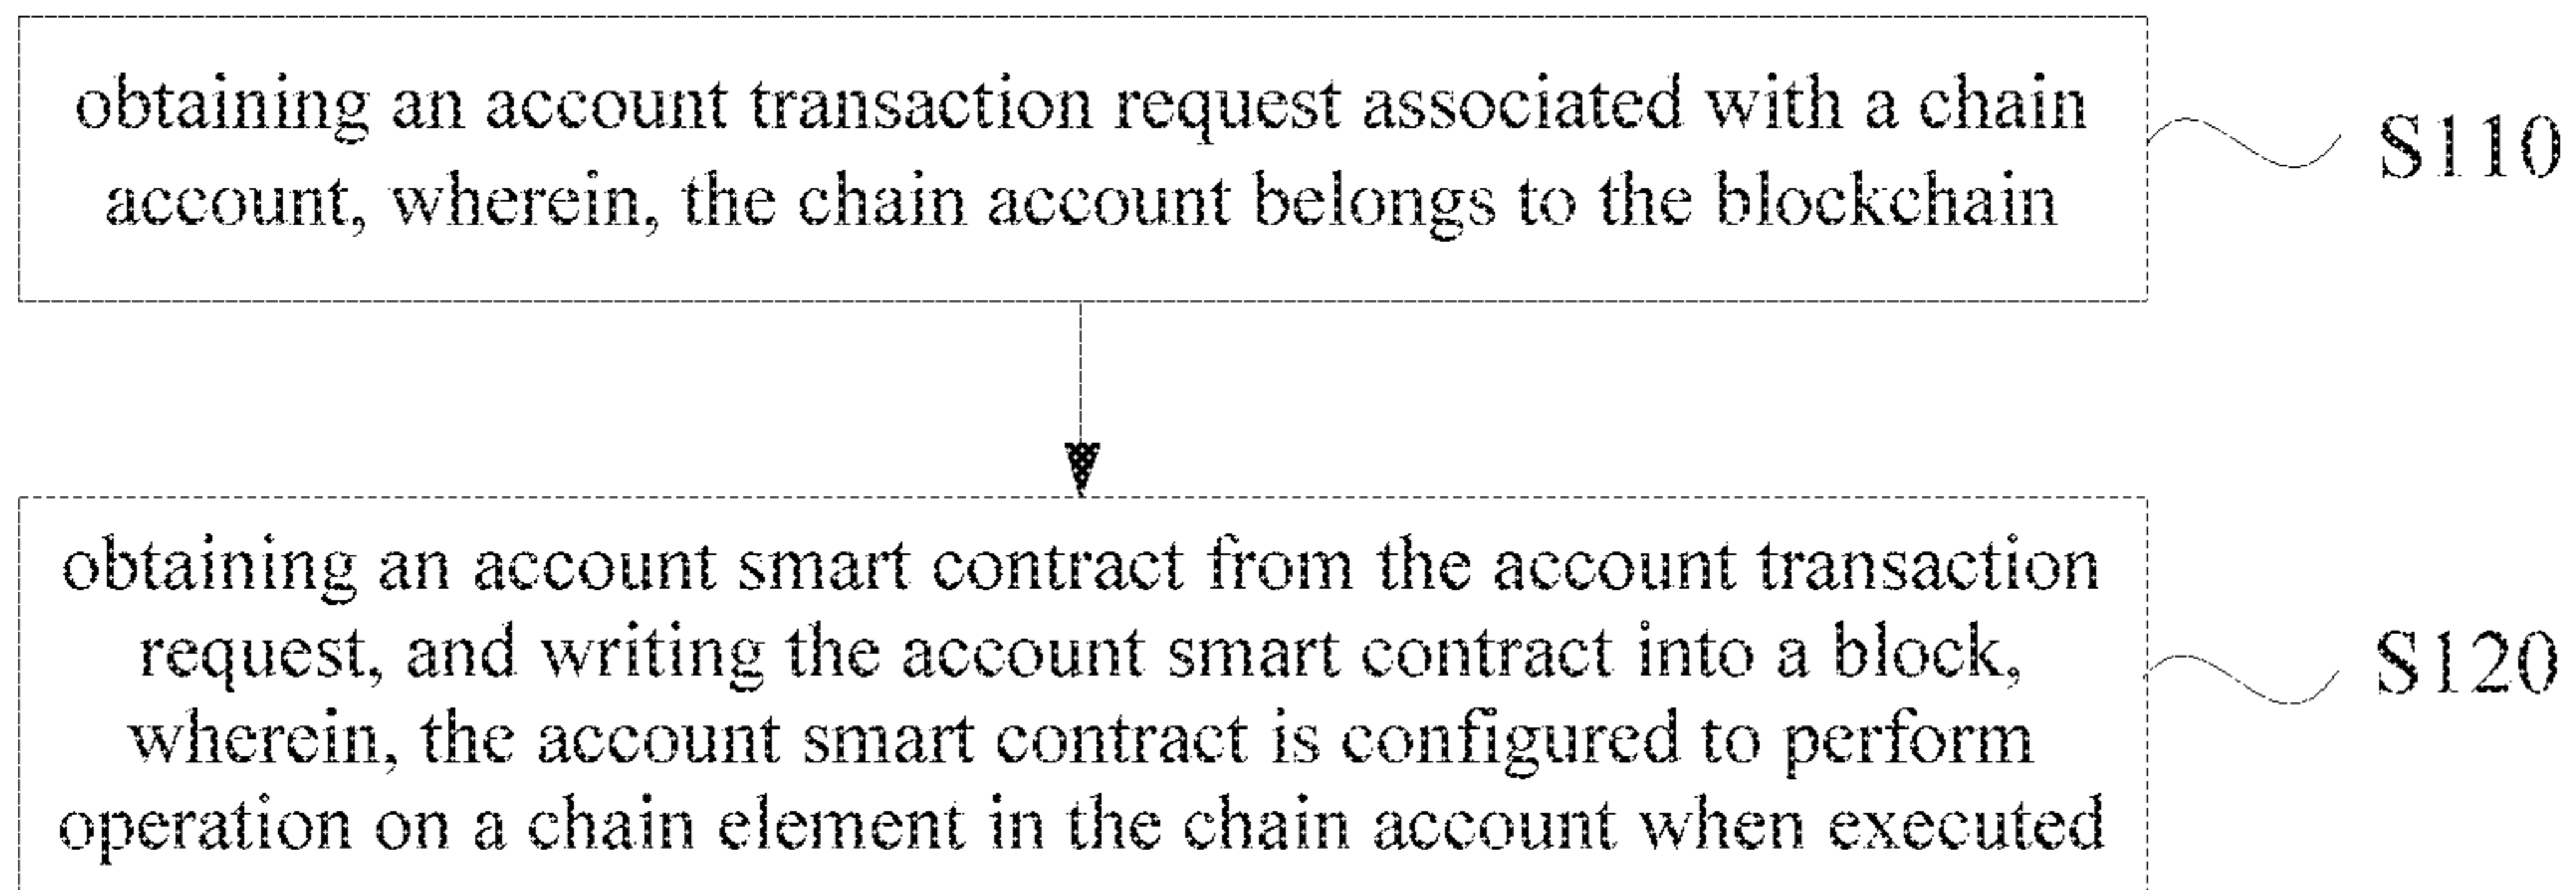 obtaining an account transaction request associated with a chain
account, wherein, the chain account belongs to the blockchain
S110
obtaining an account smart contract from the account transaction
request, and writing the account smart contract into a block,
wherein, the account smart contract is configured to perform
operation on a chain element in the chain account when executed
S120